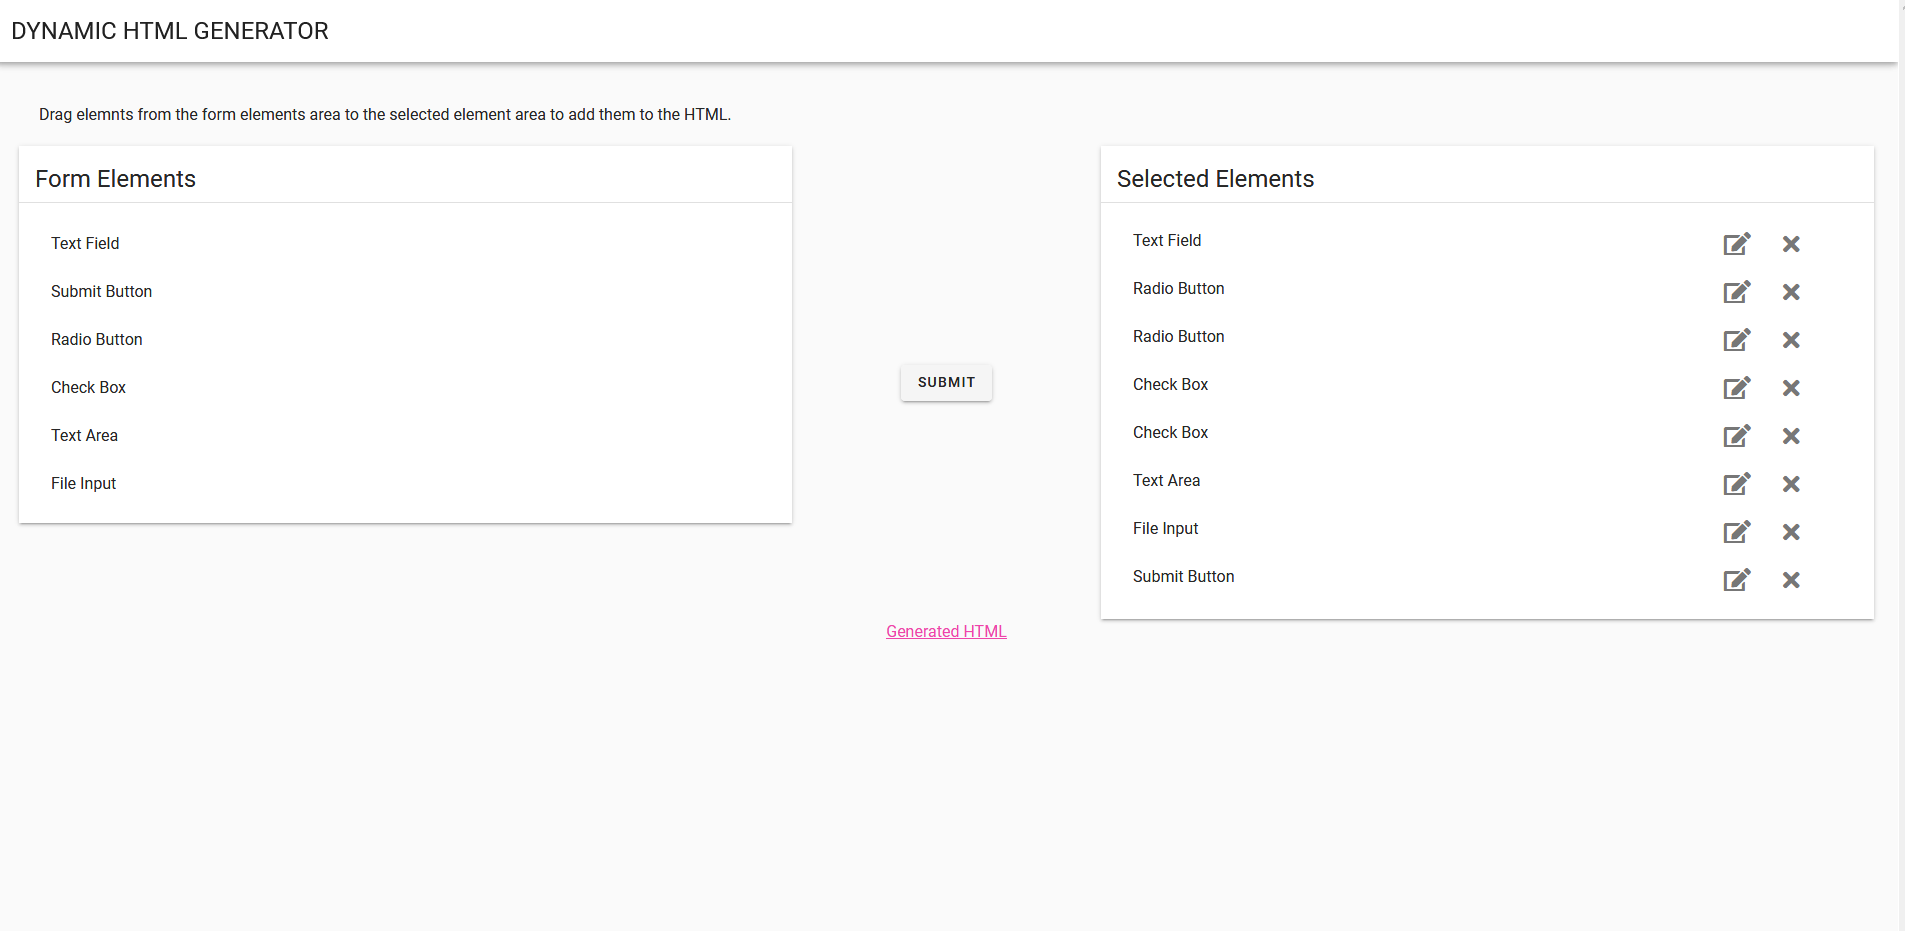 DYNAMIC HTML GENERATOR
Drag elemnts from the form elements area to the selected element area to add them to the HTML.
Form Elements
Text Field
Submit Button
Radio Button
Check Box
Text Area
File Input
SUBMIT
Generated HTML
Selected Elements
Text Field
Radio Button
Radio Button
Check Box
Check Box
Text Area
File Input
Submit Button